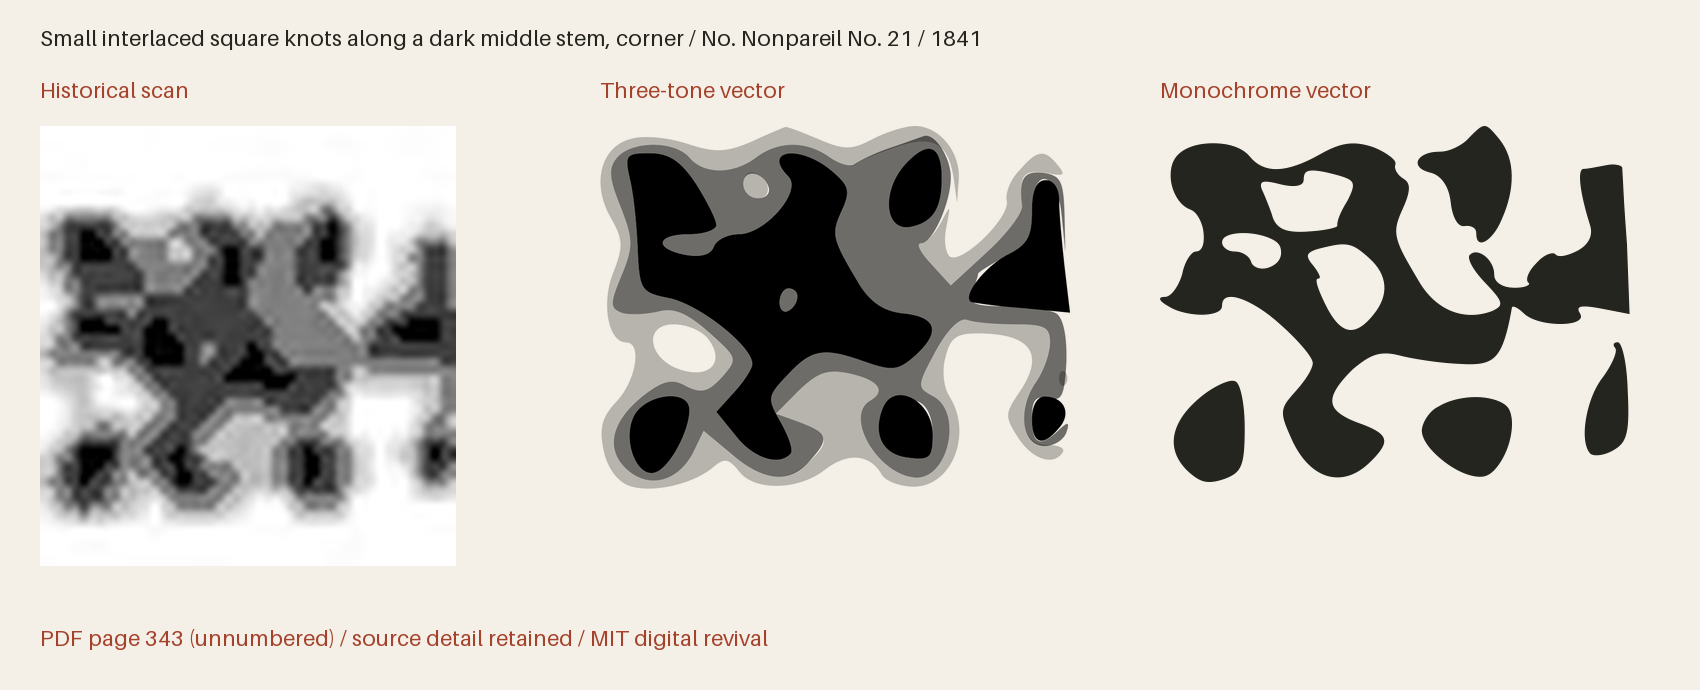 Small interlaced square knots along a dark middle stem, corner / No. Nonpareil No. 21 / 1841
Historical scan
Three-tone vector
Monochrome vector
PDF page 343 (unnumbered) / source detail retained / MIT digital revival